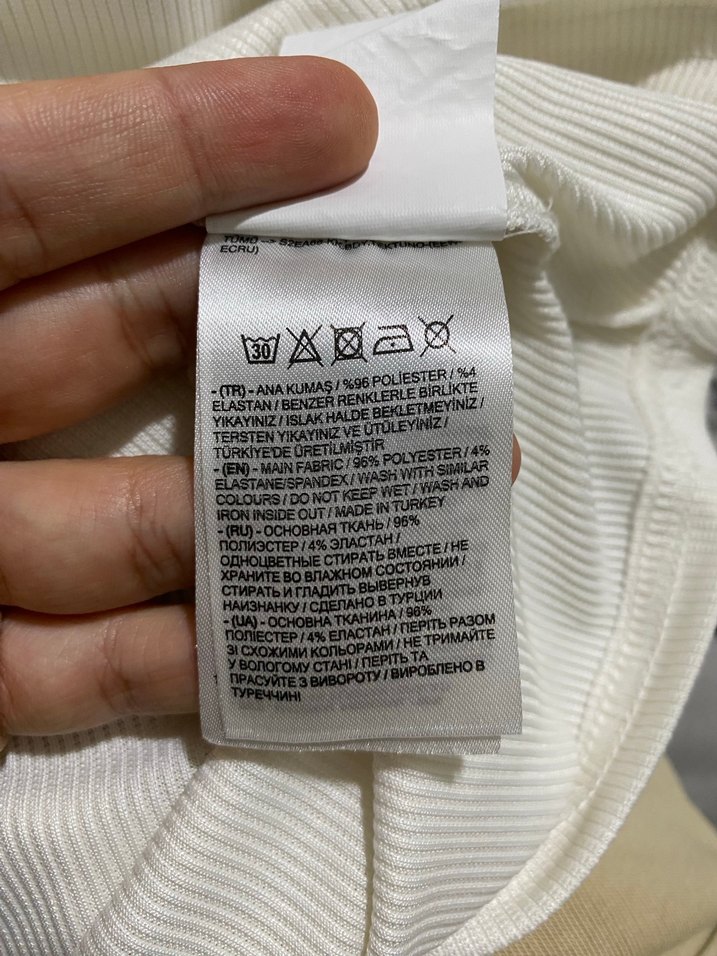 ECRU)
30
- (TR) - ANA KUMAŞ / %96 POLİESTER / %4
ELASTAN / BENZER RENKLERLE BİRLİKTE
YIKAYINIZ / ISLAK HALDE BEKLETMEYİNİZ /
TERSTEN YIKAYINIZ VE ÜTÜLEYİNİZ /
TÜRKİYE'DE ÜRETİLMİŞTİR
- (EN) - MAIN FABRIC / 96% POLYESTER / 4%
ELASTANE/SPANDEX / WASH WITH SIMILAR
COLOURS / DO NOT KEEP WET / WASH AND
IRON INSIDE OUT / MADE IN TURKEY
- (RU) - ОСНОВНАЯ ТКАНЬ / 96%
ПОЛИЭСТЕР / 4% ЭЛАСТАН /
ОДНОЦВЕТНЫЕ СТИРАТЬ ВМЕСТЕ / НЕ
ХРАНИТЕ ВО ВЛАЖНОМ СОСТОЯНИИ /
СТИРАТЬ И ГЛАДИТЬ ВЫВЕРНУВ
НАИЗНАНКУ / СДЕЛАНО В ТУРЦИИ
- (UA) - ОСНОВНА ТКАНИНА / 96%
ПОЛІЕСТЕР / 4% ЕЛАСТАН / ПЕРІТЬ РАЗОМ
ЗІ СХОЖИМИ КОЛЬОРАМИ / НЕ ТРИМАЙТЕ
У ВОЛОГОМУ СТАНІ / ПЕРІТЬ ТА
ПРАСУЙТЕ З ВИВОРОТУ / ВИРОБЛЕНО В
ТУРЕЧЧИНІ